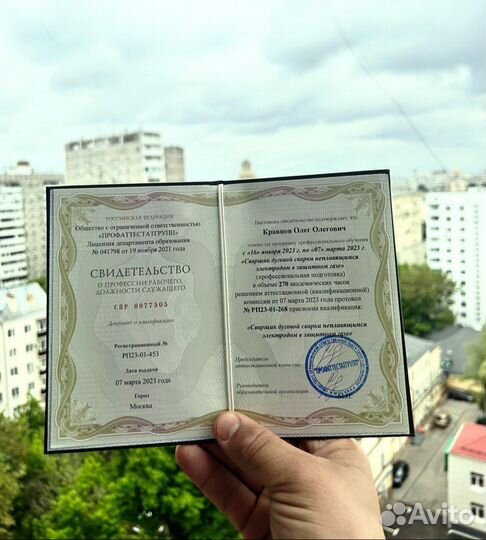 РОССИЙСКАЯ ФЕДЕРАЦИЯ
Общество с ограниченной ответственностью
«ПРОФАТТЕСТАТГРУПП»
Лицензия департамента образования
№ 041798 от 19 ноября 2021 года
СВИДЕТЕЛЬСТВО
О ПРОФЕССИИ РАБОЧЕГО,
ДОЛЖНОСТИ СЛУЖАЩЕГО
СПР 0977505
Документ о квалификации
Регистрационный №
РП23-01-453
Дата выдачи
07 марта 2023 года
Город
Москва
Настоящее свидетельство подтверждает, что
Кравцов Олег Олегович
освоил программу профессионального обучения
с «16» января 2023 г. по «07» марта 2023 г.
«Сварщик дуговой сварки неплавящимся
электродом в защитном газе»
(профессиональная подготовка)
в объеме 270 академических часов
решением аттестационной (квалификационной)
комиссии от 07 марта 2023 года протокол
№ РП23-01-268 присвоена квалификация:
«Сварщик дуговой сварки неплавящимся
электродом в защитном газе»
Председатель
аттестационной комиссии
Руководитель
образовательной организации
ПРОФАТТЕСТАТГРУПП
Avito